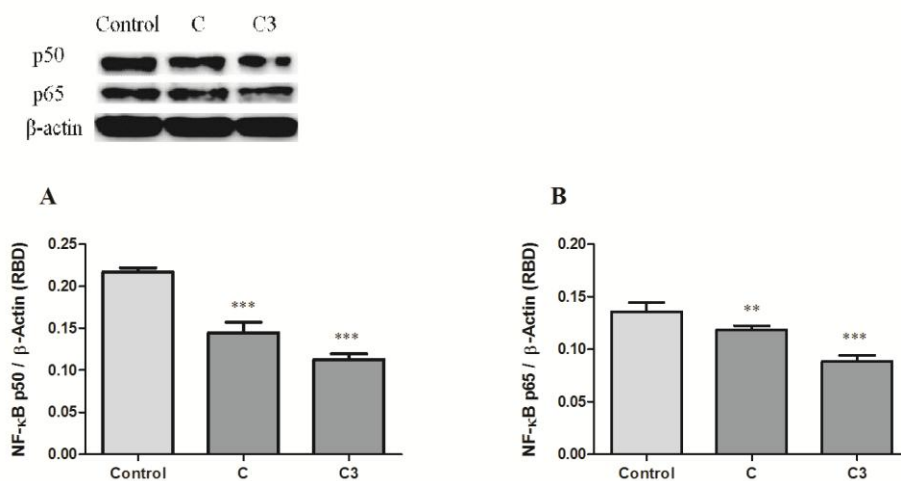 Control C C3
p50
p65
β-actin
A
NF-κB p50 / β-Actin (RBD)
0.25
0.20
0.15
0.10
0.05
0.00
***
***
Control C C3
B
NF-κB p65 / β-Actin (RBD)
0.20
0.15
0.10
0.05
0.00
**
***
Control C C3